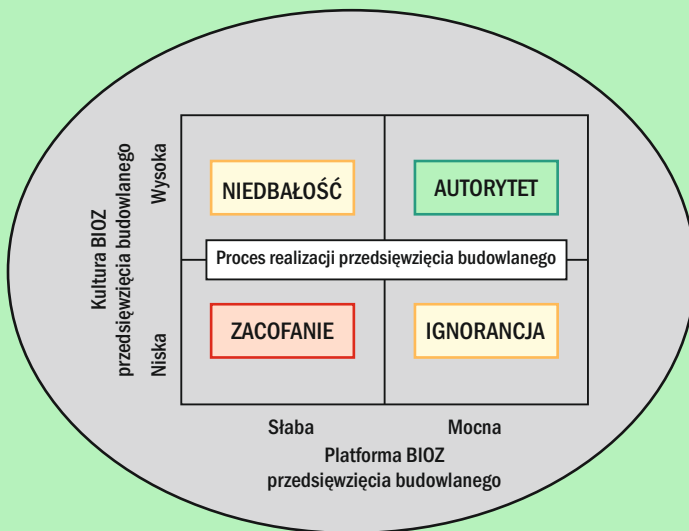 Kultura BIOZ
przedsięwzięcia budowlanego
Wysoka
Niska
NIEDBAŁOŚĆ
AUTORYTET
Proces realizacji przedsięwzięcia budowlanego
ZACOFANIE
IGNORANCJA
Słaba
Mocna
Platforma BIOZ
przedsięwzięcia budowlanego